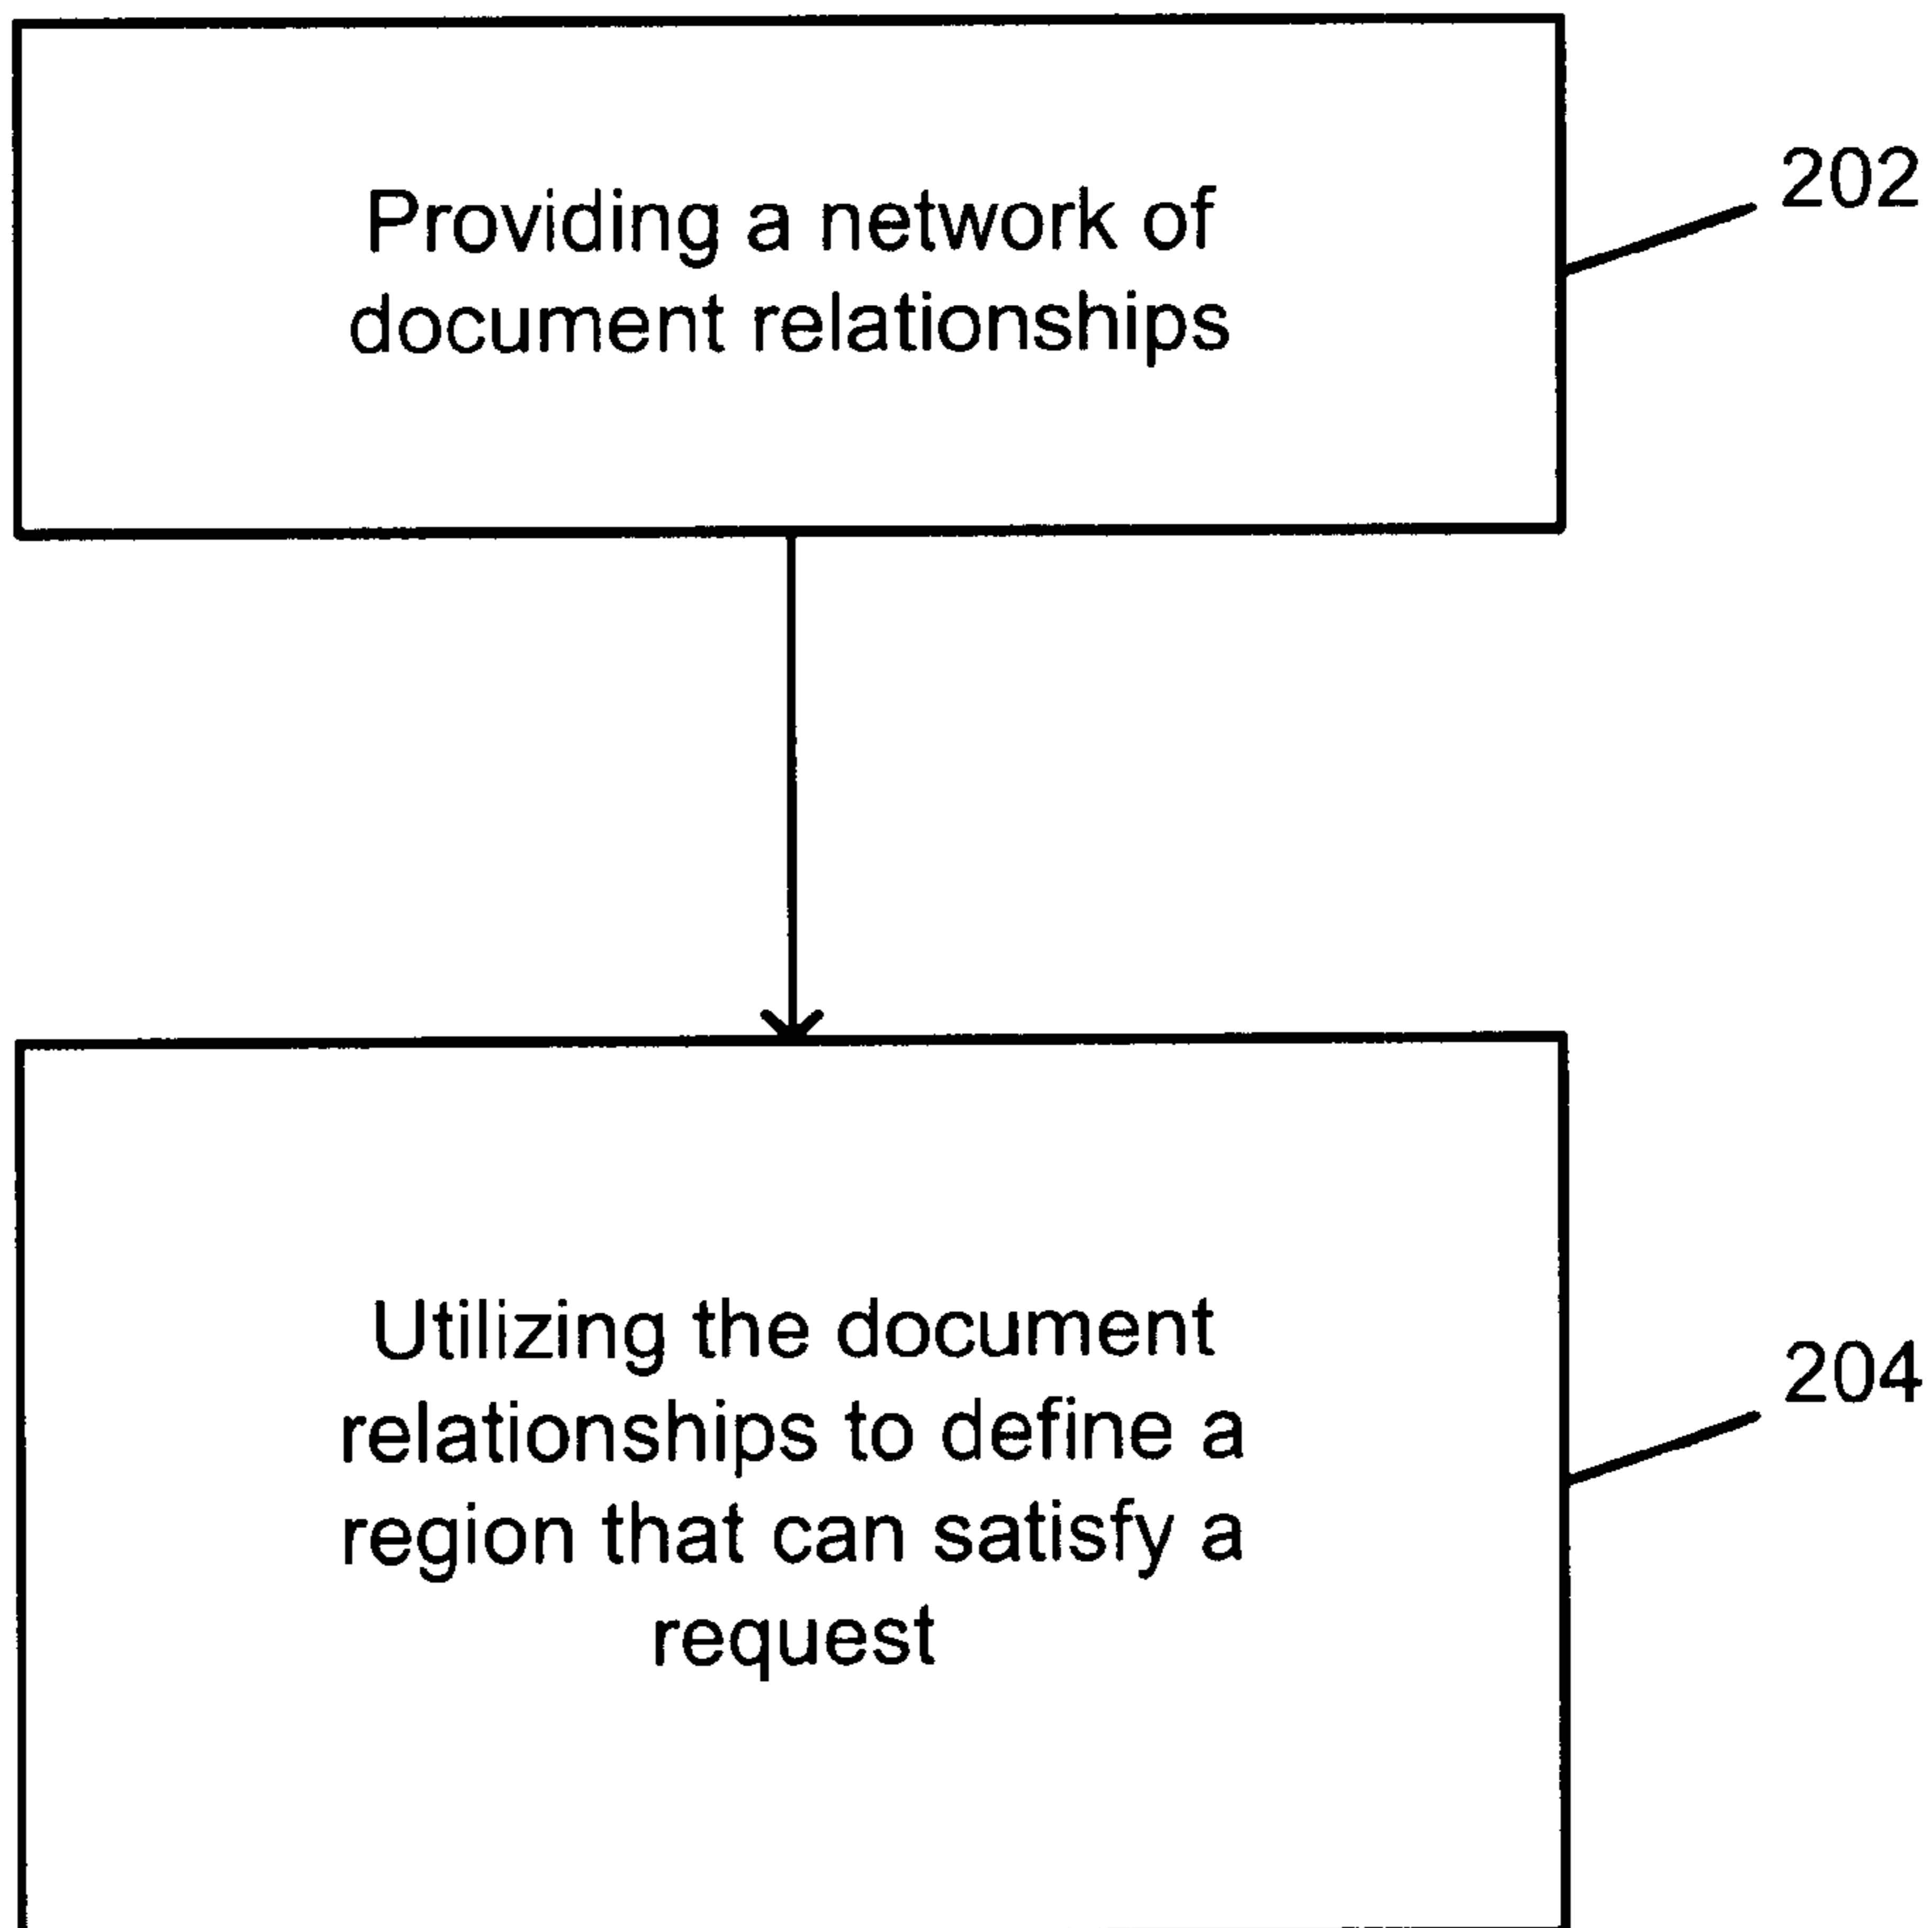 Providing a network of
document relationships
202
Utilizing the document
relationships to define a
region that can satisfy a
request
204